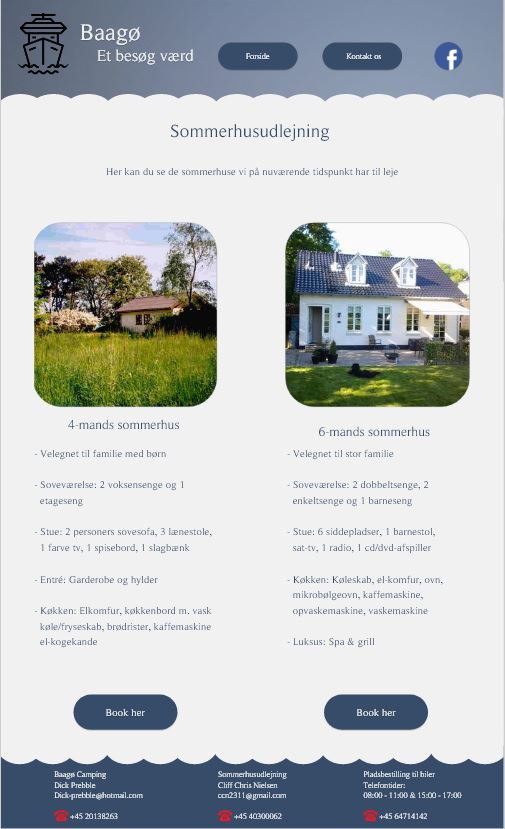 Baagø
Et besøg værd
Forside
Kontakt os
f
Sommerhusudlejning
Her kan du se de sommerhuse vi på nuværende tidspunkt har til leje
4-mands sommerhus
- Velegnet til familie med børn
- Soveværelse: 2 voksensenge og 1
etageseng
- Stue: 2 personers sovesofa, 3 lænestole,
1 farve tv, 1 spisebord, 1 slagbænk
- Entré: Garderobe og hylder
- Køkken: Elkomfur, køkkenbord m. vask
køle/fryseskab, brødrister, kaffemaskine
el-kogekande
Book her
6-mands sommerhus
- Velegnet til stor familie
- Soveværelse: 2 dobbeltsenge, 2
enkeltsenge og 1 barneseng
- Stue: 6 siddepladser, 1 barnestol,
sat-tv, 1 radio, 1 cd/dvd-afspiller
- Køkken: Køleskab, el-komfur, ovn,
mikrobølgeovn, kaffemaskine,
opvaskemaskine, vaskemaskine
- Luksus: Spa & grill
Book her
Baagø Camping
Dick Prebble
Dick-prebble@hotmail.com
+45 20138263
Sommerhusudlejning
Cliff Chris Nielsen
ccn2311@gmail.com
+45 40300062
Pladsbestilling til biler
Telefontider:
08:00 - 11:00 & 15:00 - 17:00
+45 64714142